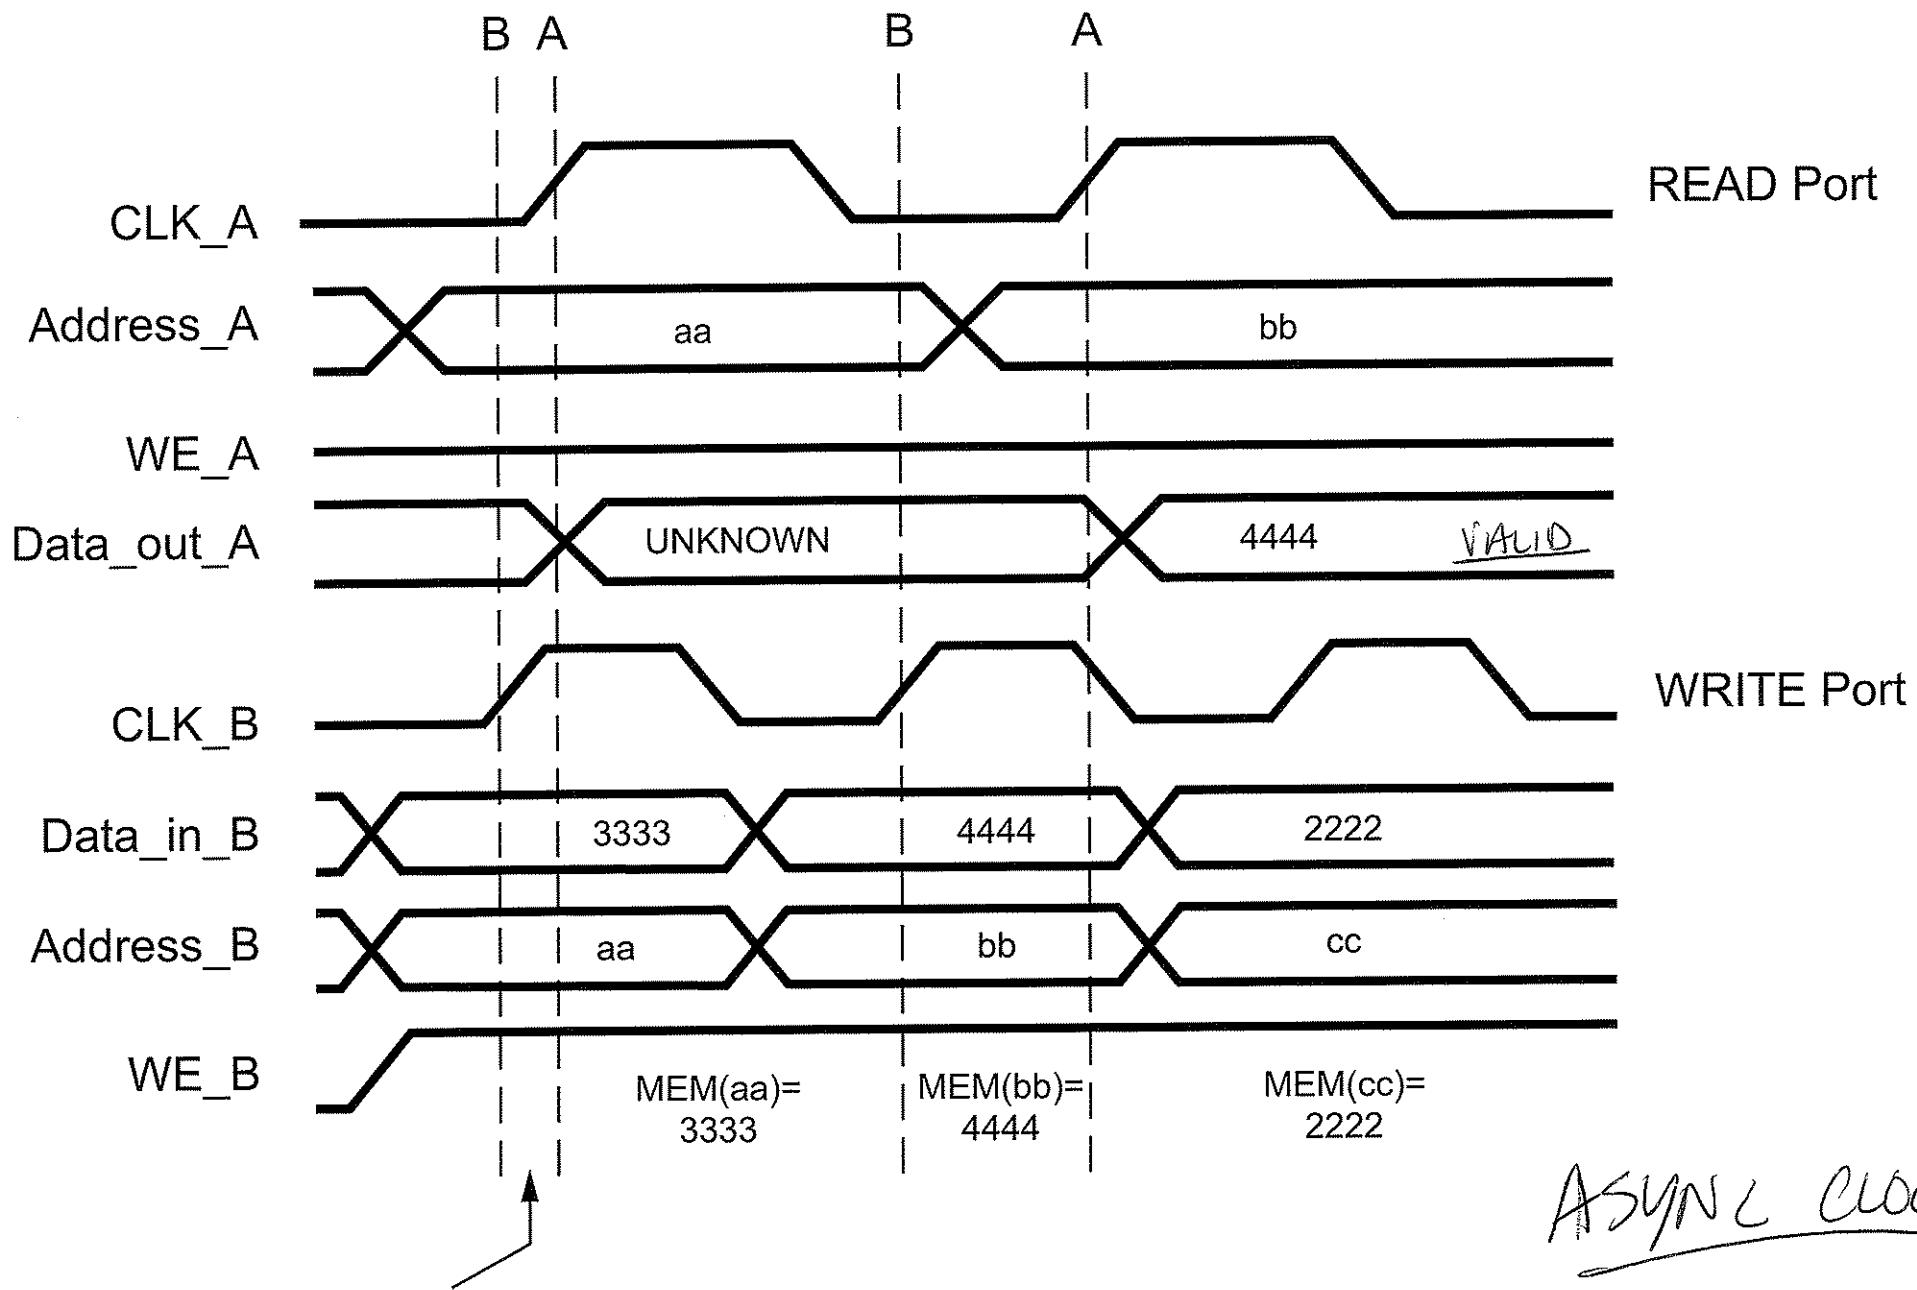 B A B A
CLK_A
READ Port
Address_A
aa
bb
WE_A
Data_out_A
UNKNOWN
4444
VALID
CLK_B
WRITE Port
Data_in_B
3333
4444
2222
Address_B
aa
bb
cc
WE_B
MEM(aa)=
3333
MEM(bb)=
4444
MEM(cc)=
2222
ASYNC